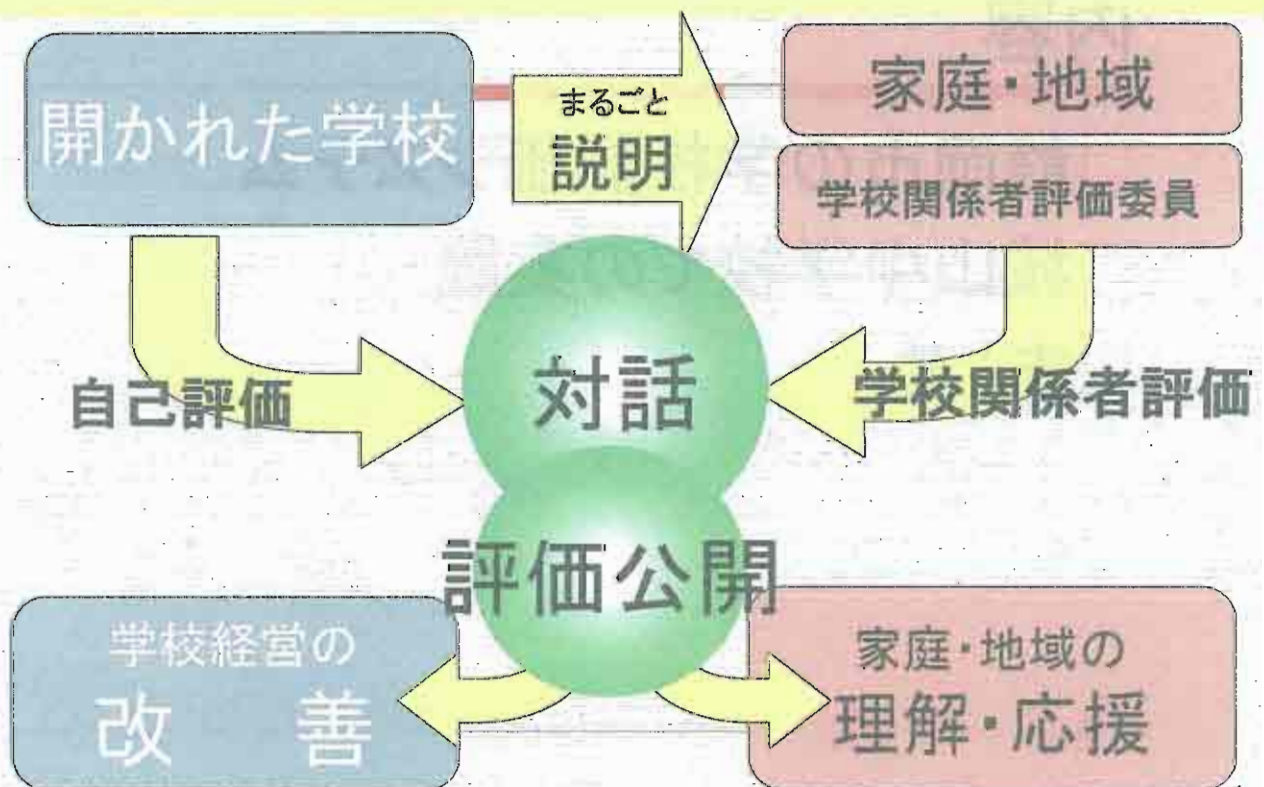 開かれた学校
まるごと
説明
家庭・地域
学校関係者評価委員
対話
自己評価
学校関係者評価
評価公開
学校経営の
改　善
家庭・地域の
理解・応援